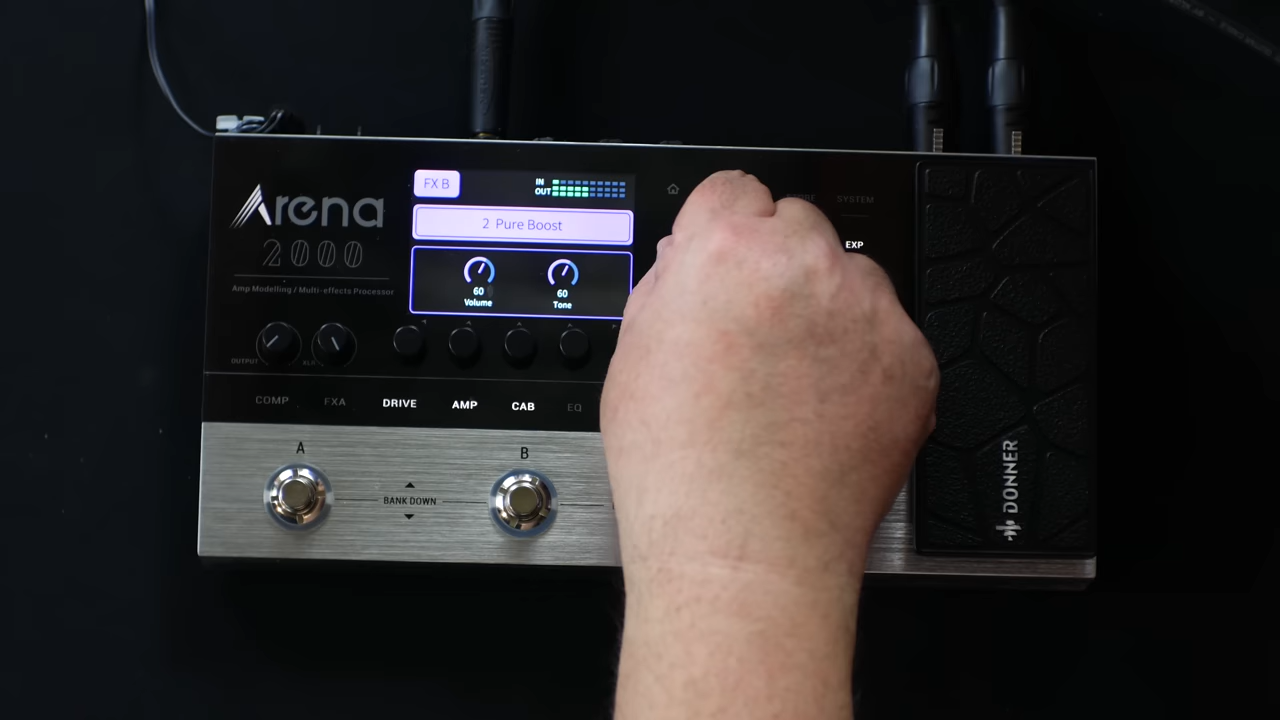 FX B
IN
OUT
SYSTEM
Arena
2 Pure Boost
2000
EXP
60
60
Volume
Tone
Amp Modelling / Multi-effects Processor
OUTPUT
XLR
COMP
FXA
DRIVE
AMP
CAB
EQ
A
B
BANK DOWN
DONNER